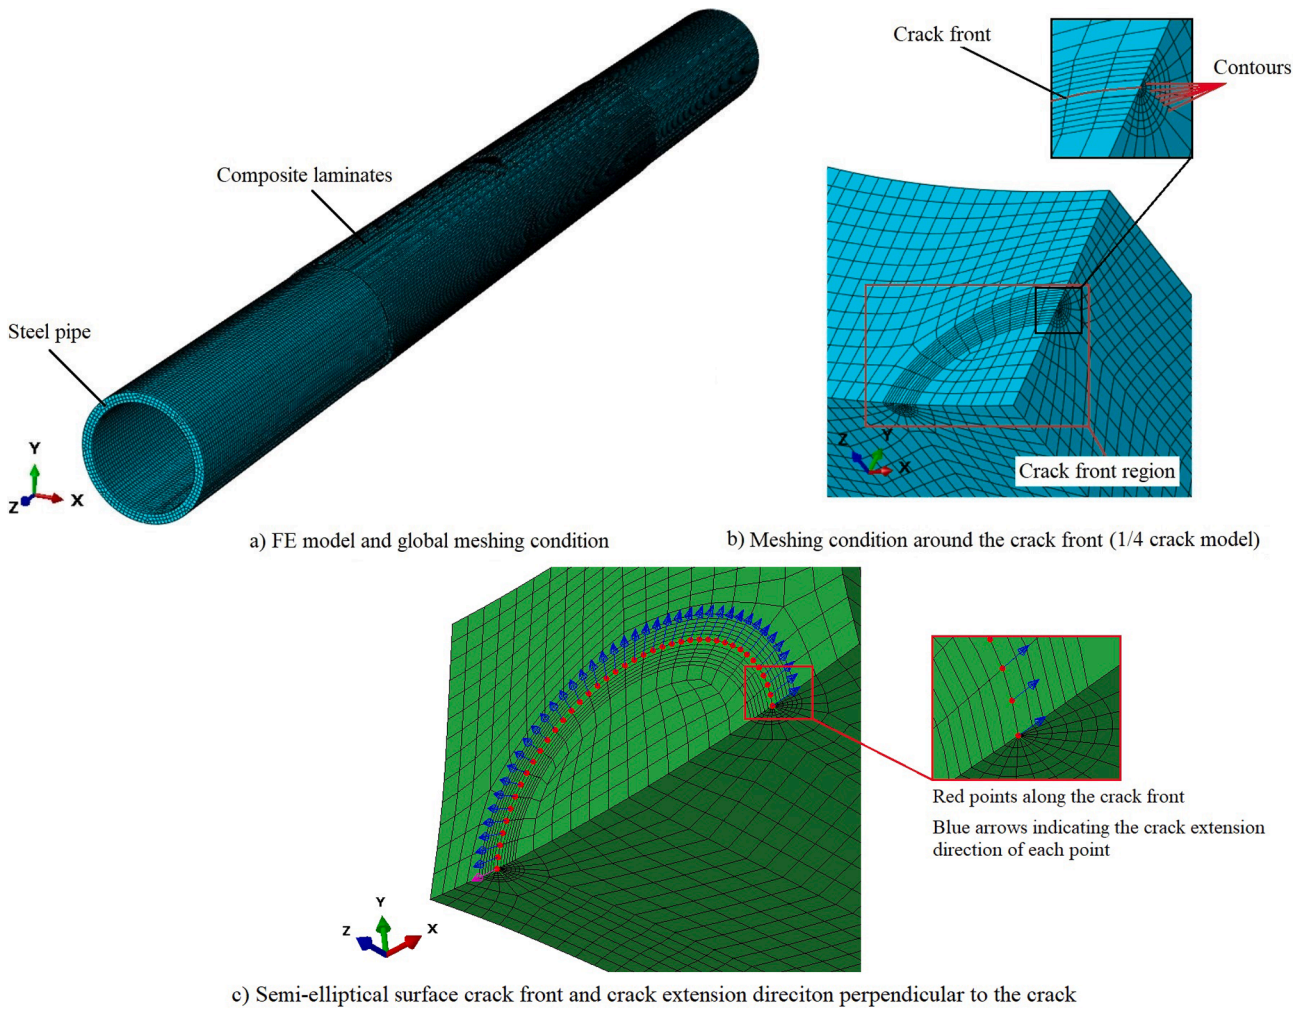 Crack front
Contours
Composite laminates
Steel pipe
Y
Z
X
Z
Y
X
Crack front region
a) FE model and global meshing condition
b) Meshing condition around the crack front (1/4 crack model)
Red points along the crack front
Blue arrows indicating the crack extension
direction of each point
Y
Z
X
c) Semi-elliptical surface crack front and crack extension direciton perpendicular to the crack